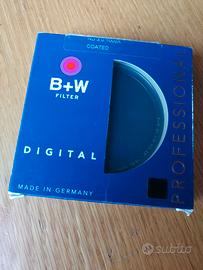 COATED
B+W
FILTER
DIGITAL
MADE IN GERMANY
PROFESSIONAL
subito